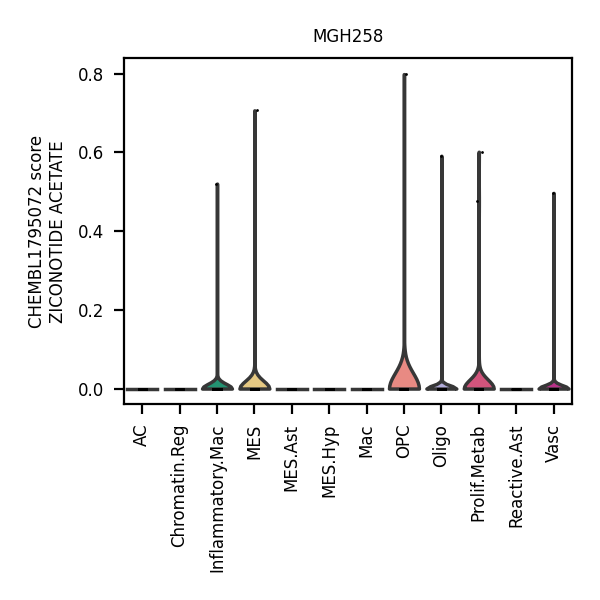 MGH258
CHEMBL1795072 score
ZICONOTIDE ACETATE
0.8
0.6
0.4
0.2
0.0
AC
Chromatin.Reg
Inflammatory.Mac
MES
MES.Ast
MES.Hyp
Mac
OPC
Oligo
Prolif.Metab
Reactive.Ast
Vasc